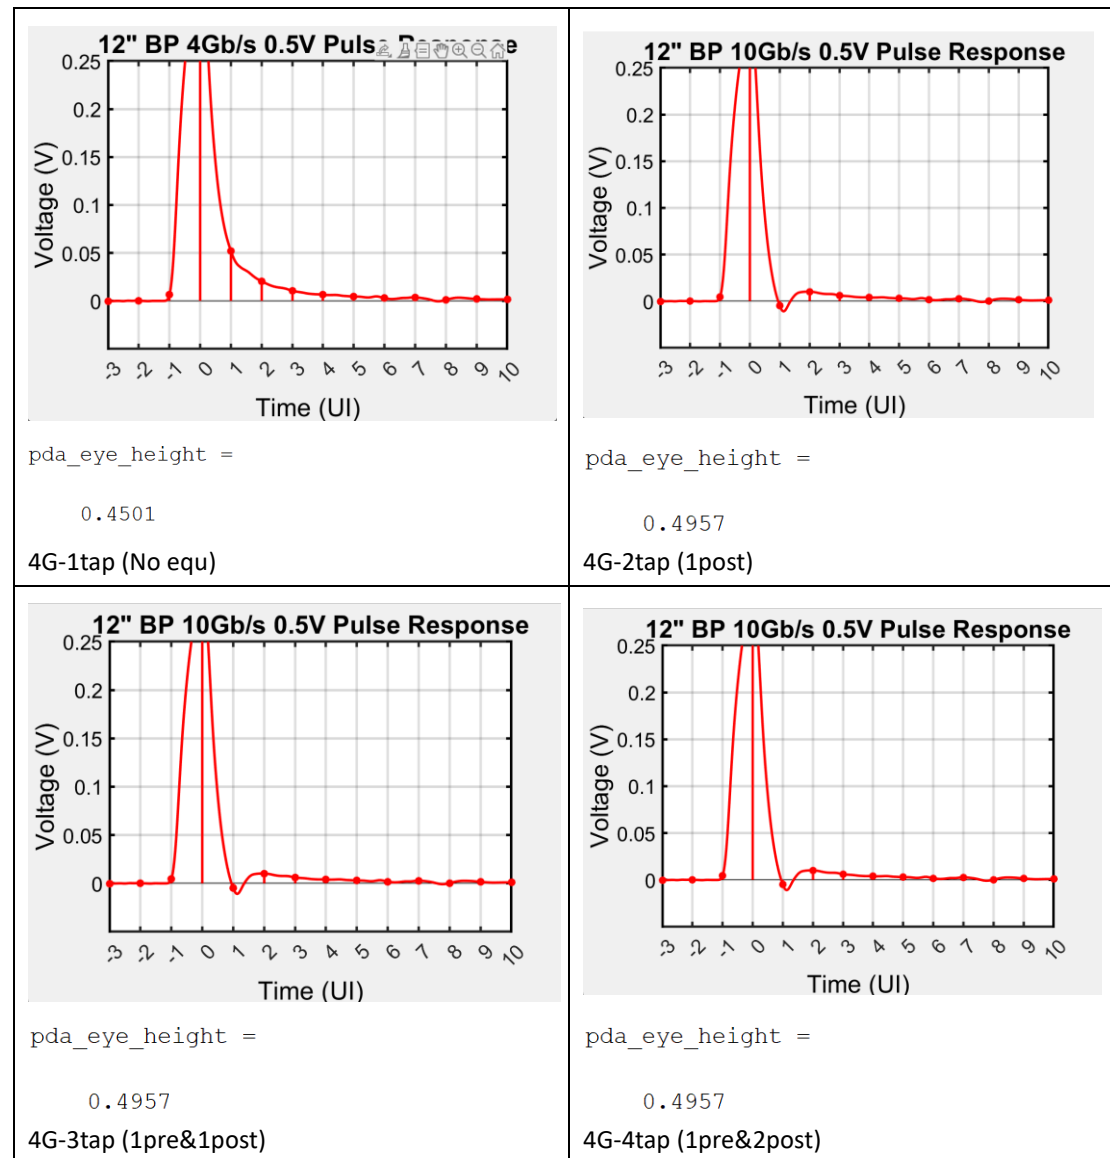 12" BP 4Gb/s 0.5V Puls e
0.25
0.2
0.15
0.1
0.05
0
Voltage (V)
-3 -2 -1 0 1 2 3 4 5 6 7 8 9 10
Time (UI)
pda_eye_height =
0.4501
4G-1tap (No equ)
12" BP 10Gb/s 0.5V Pulse Response
0.25
0.2
0.15
0.1
0.05
0
Voltage (V)
-3 -2 -1 0 1 2 3 4 5 6 7 8 9 10
Time (UI)
pda_eye_height =
0.4957
4G-2tap (1post)
12" BP 10Gb/s 0.5V Pulse Response
0.25
0.2
0.15
0.1
0.05
0
Voltage (V)
-3 -2 -1 0 1 2 3 4 5 6 7 8 9 10
Time (UI)
pda_eye_height =
0.4957
4G-3tap (1pre&1post)
12" BP 10Gb/s 0.5V Pulse Response
0.25
0.2
0.15
0.1
0.05
0
Voltage (V)
-3 -2 -1 0 1 2 3 4 5 6 7 8 9 10
Time (UI)
pda_eye_height =
0.4957
4G-4tap (1pre&2post)